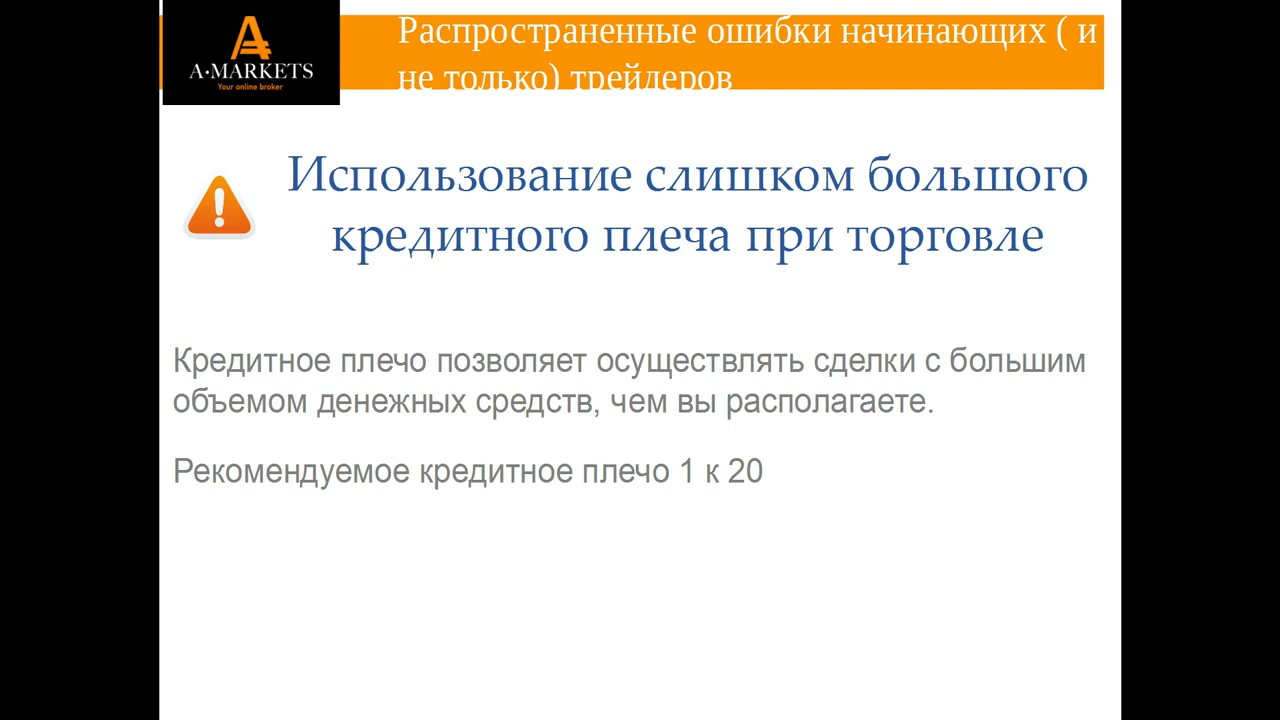 A·MARKETS
Your online broker
Распространенные ошибки начинающих ( и
не только) трейдеров
Использование слишком большого
кредитного плеча при торговле
Кредитное плечо позволяет осуществлять сделки с большим
объемом денежных средств, чем вы располагаете.
Рекомендуемое кредитное плечо 1 к 20